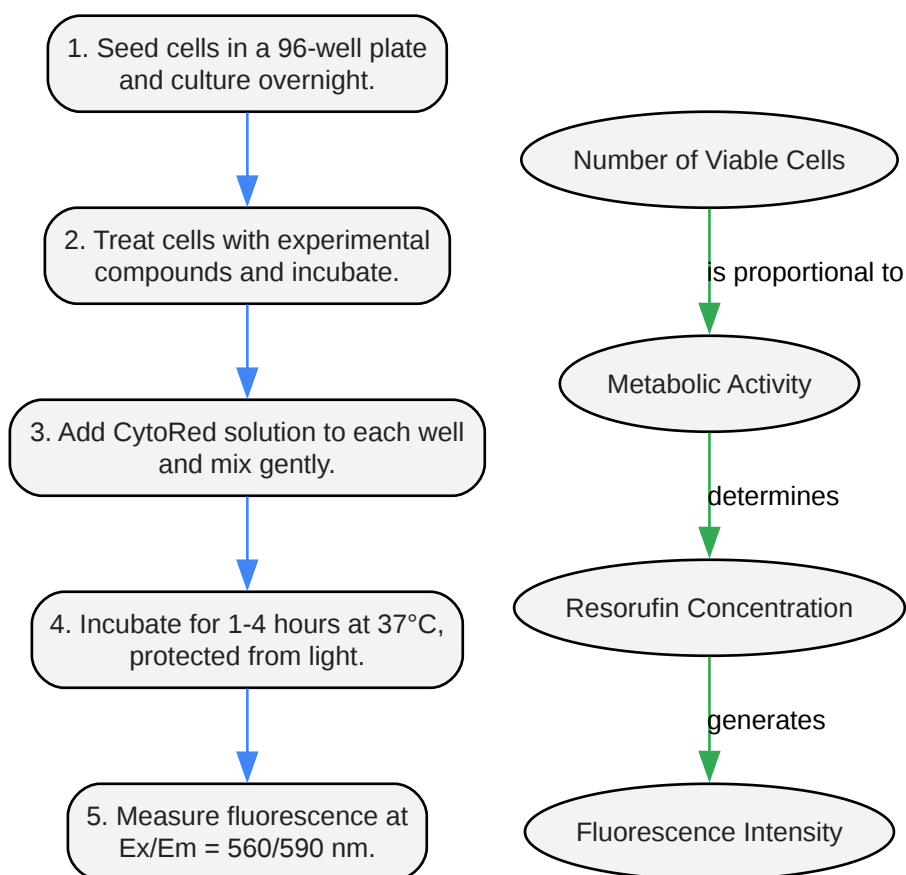 1. Seed cells in a 96-well plate
and culture overnight.
2. Treat cells with experimental
compounds and incubate.
3. Add CytoRed solution to each well
and mix gently.
4. Incubate for 1-4 hours at 37°C,
protected from light.
5. Measure fluorescence at
Ex/Em = 560/590 nm.
Number of Viable Cells
is proportional to
Metabolic Activity
determines
Resorufin Concentration
generates
Fluorescence Intensity